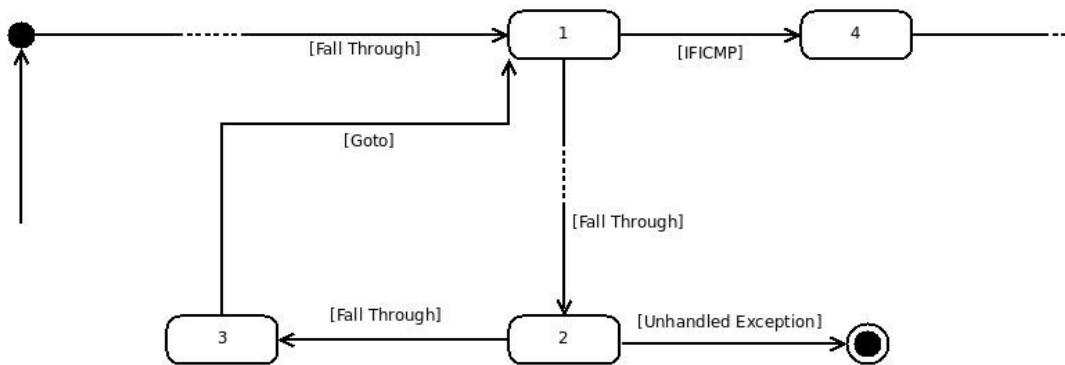 1
4
[Fall Through]
[IFICMP]
[Goto]
[Fall Through]
[Fall Through]
[Unhandled Exception]
3
2